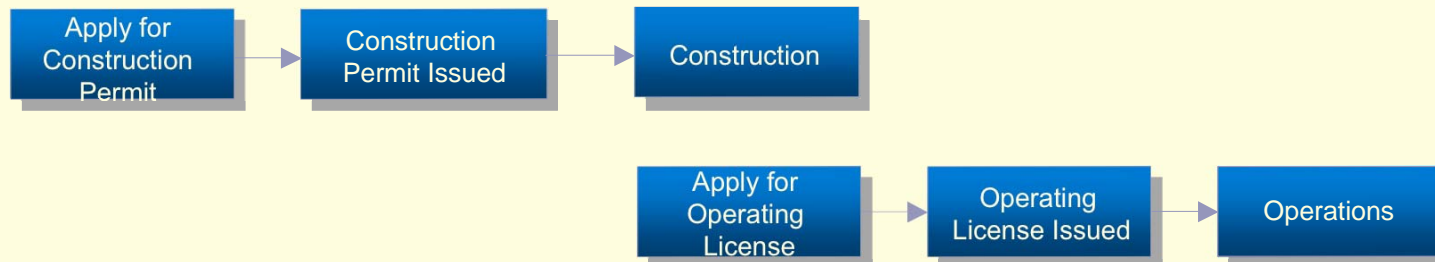 Apply for
Construction
Permit
Construction
Permit Issued
Construction
Apply for
Operating
License
Operating
License Issued
Operations